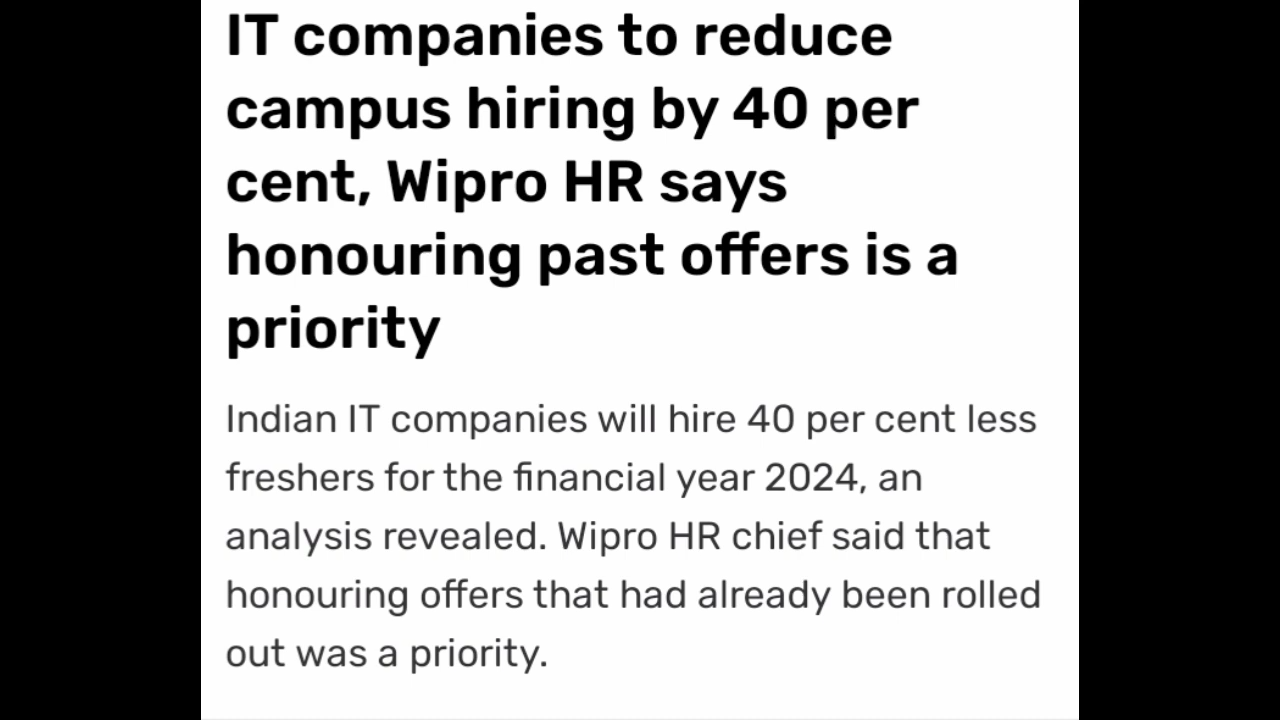 IT companies to reduce
campus hiring by 40 per
cent, Wipro HR says
honouring past offers is a
priority
Indian IT companies will hire 40 per cent less
freshers for the financial year 2024, an
analysis revealed. Wipro HR chief said that
honouring offers that had already been rolled
out was a priority.